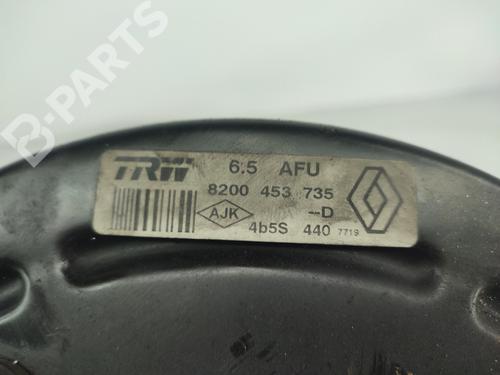 B-PARTS
TRW 6.5 AFU
8200 453 735
AJK --D
4b5S 440 7719